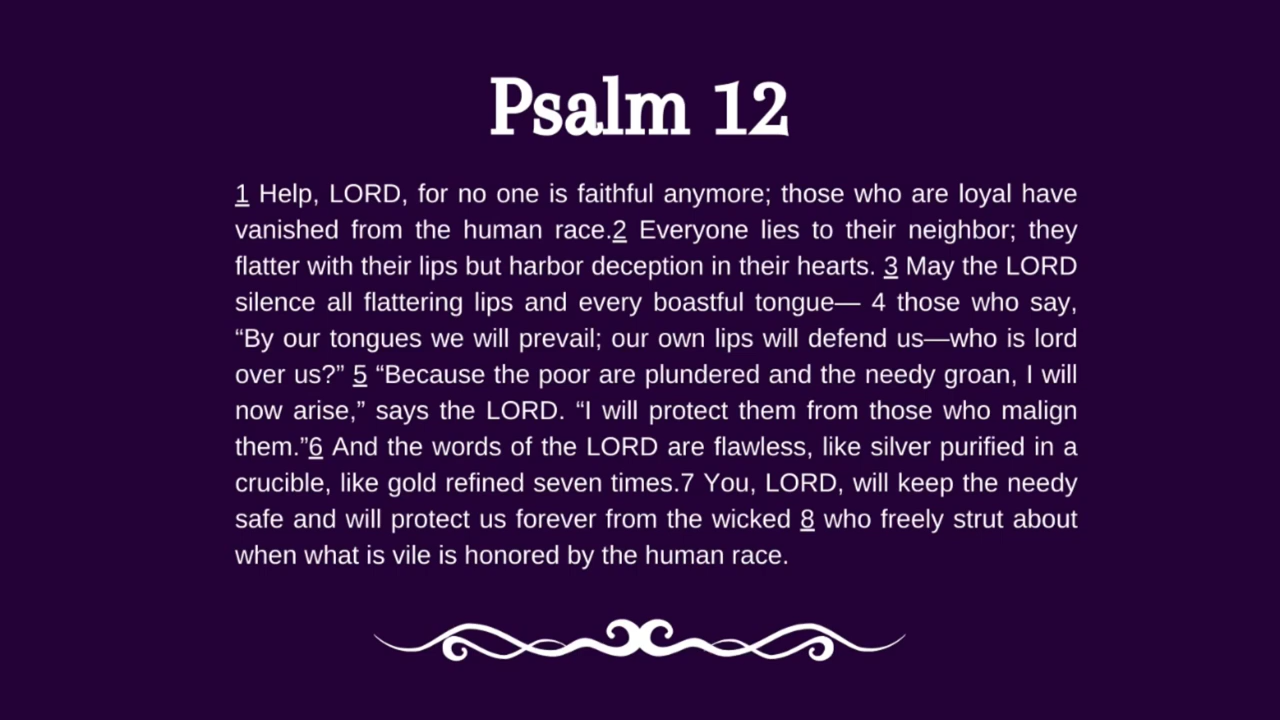 Psalm 12
1 Help, LORD, for no one is faithful anymore; those who are loyal have
vanished from the human race.2 Everyone lies to their neighbor; they
flatter with their lips but harbor deception in their hearts. 3 May the LORD
silence all flattering lips and every boastful tongue— 4 those who say,
“By our tongues we will prevail; our own lips will defend us—who is lord
over us?” 5 “Because the poor are plundered and the needy groan, I will
now arise,” says the LORD. “I will protect them from those who malign
them.”6 And the words of the LORD are flawless, like silver purified in a
crucible, like gold refined seven times.7 You, LORD, will keep the needy
safe and will protect us forever from the wicked 8 who freely strut about
when what is vile is honored by the human race.